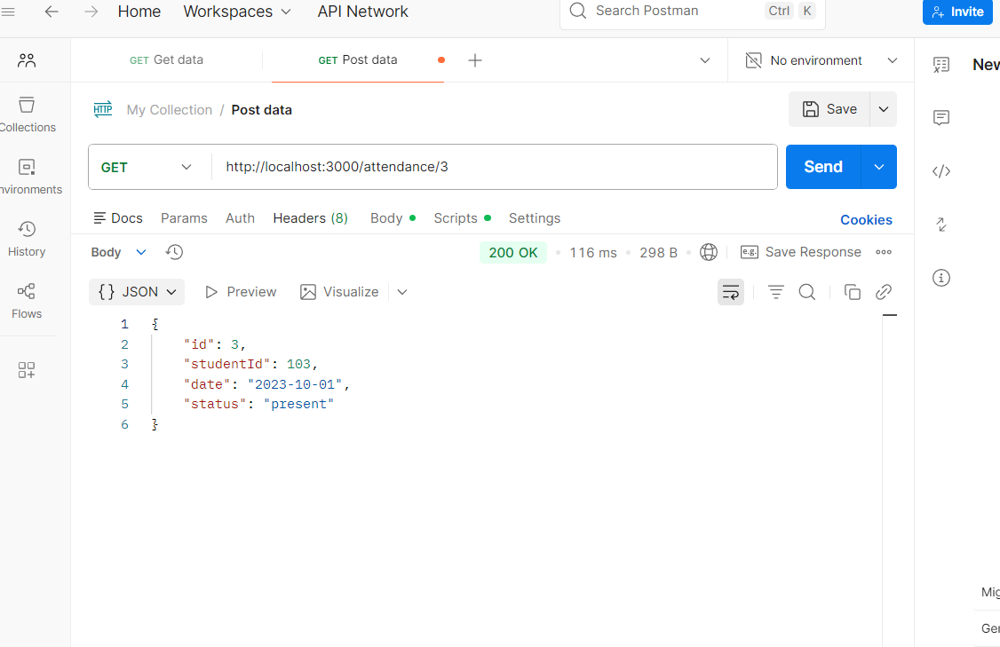 Home Workspaces API Network Search Postman Ctrl K Invite
GET Get data GET Post data No environment New
HTTP My Collection / Post data Save
Collections
GET http://localhost:3000/attendance/3 Send
nvironments
Docs Params Auth Headers (8) Body Scripts Settings Cookies
History
Body 200 OK 116 ms 298 B e.g. Save Response
Flows
{} JSON Preview Visualize
1 {
2 "id": 3,
3 "studentId": 103,
4 "date": "2023-10-01",
5 "status": "present"
6 }
Mig
Ger